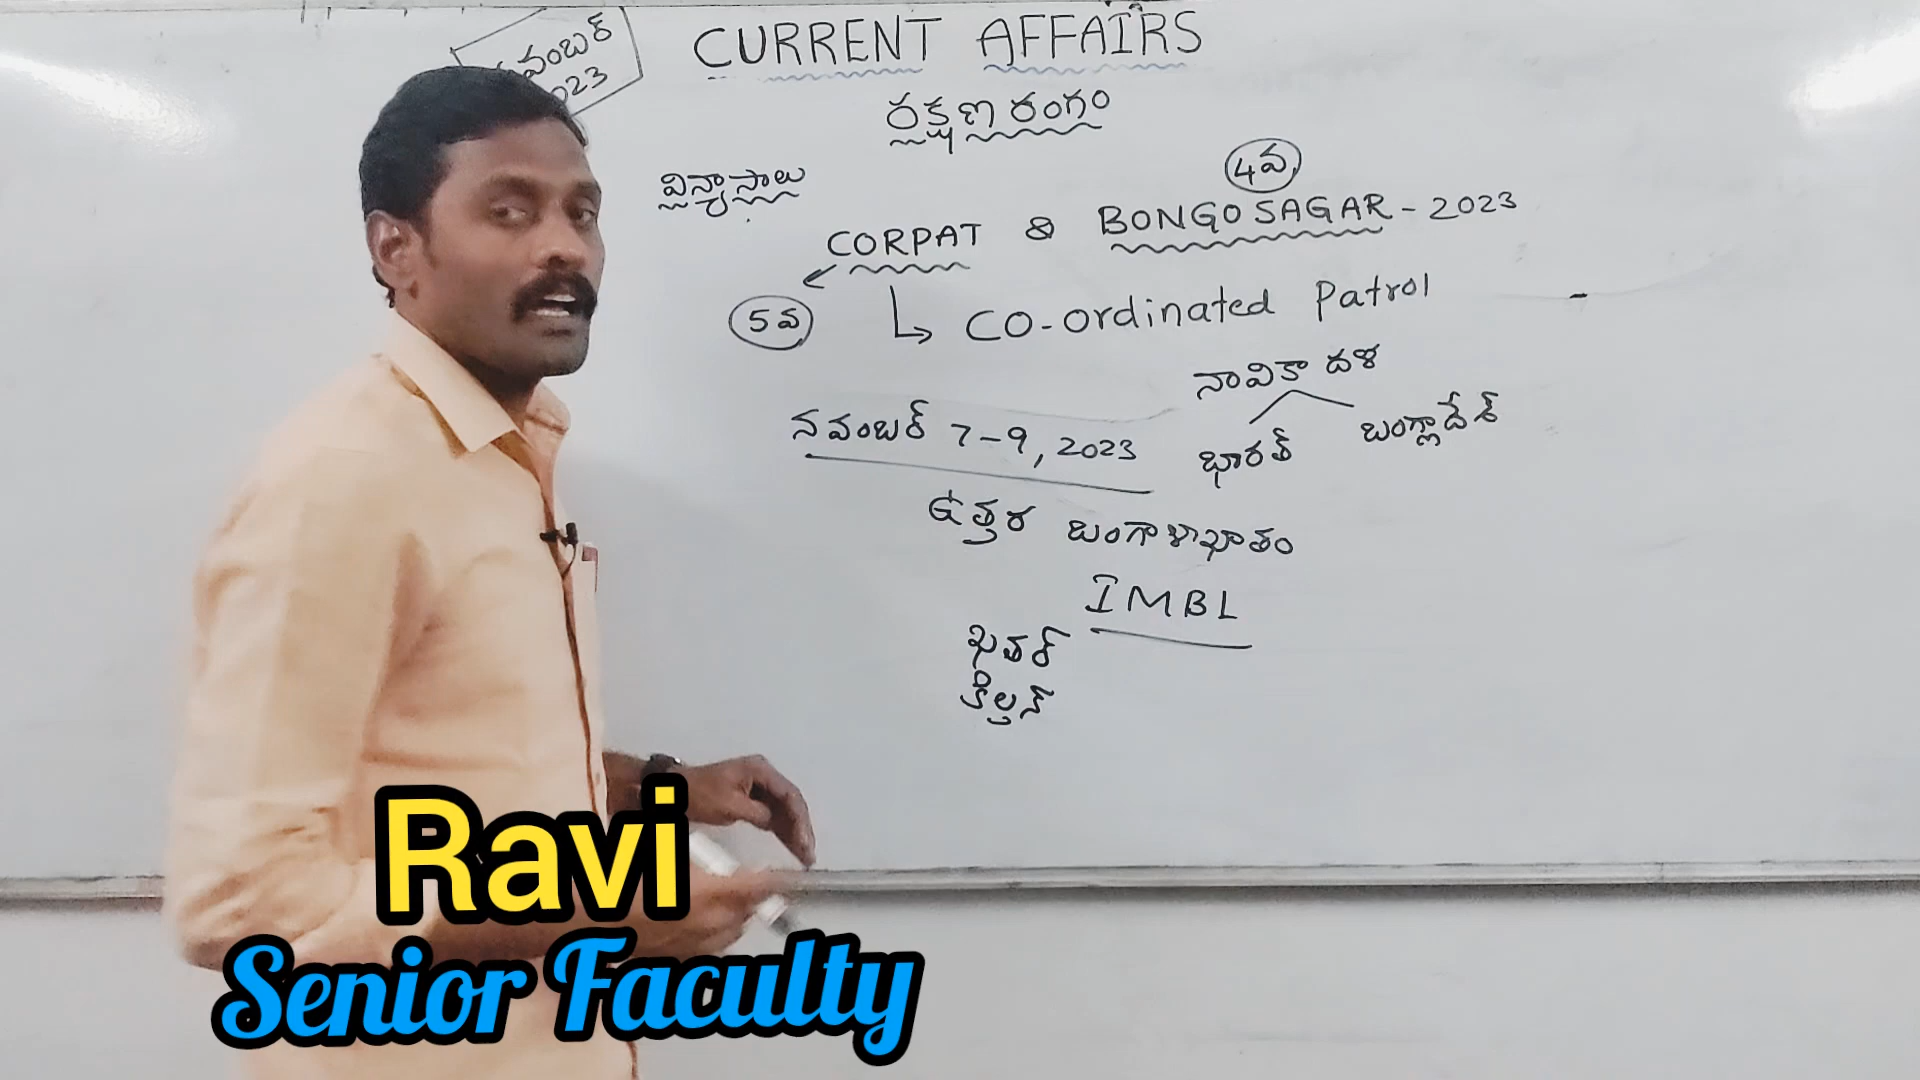 CURRENT AFFAIRS
నవంబర్
2023
రక్షణ రంగం
విన్యాసాలు
4వ
CORPAT & BONGOSAGAR - 2023
5వ
CO-ordinated Patrol
నావికా దళ
భారత్ బంగ్లాదేశ్
నవంబర్ 7-9, 2023
ఉత్తర బంగాళాఖాతం
IMBL
కిల్తన్
Ravi
Senior Faculty